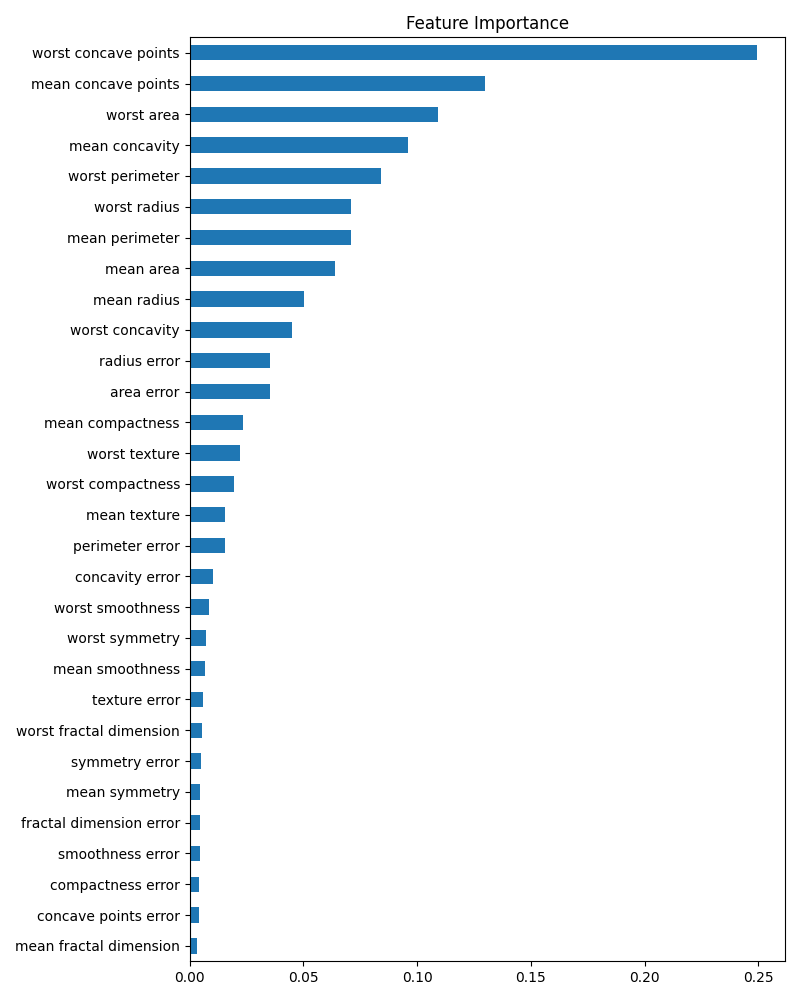 Feature Importance
worst concave points
mean concave points
worst area
mean concavity
worst perimeter
worst radius
mean perimeter
mean area
mean radius
worst concavity
radius error
area error
mean compactness
worst texture
worst compactness
mean texture
perimeter error
concavity error
worst smoothness
worst symmetry
mean smoothness
texture error
worst fractal dimension
symmetry error
mean symmetry
fractal dimension error
smoothness error
compactness error
concave points error
mean fractal dimension
0.00 0.05 0.10 0.15 0.20 0.25